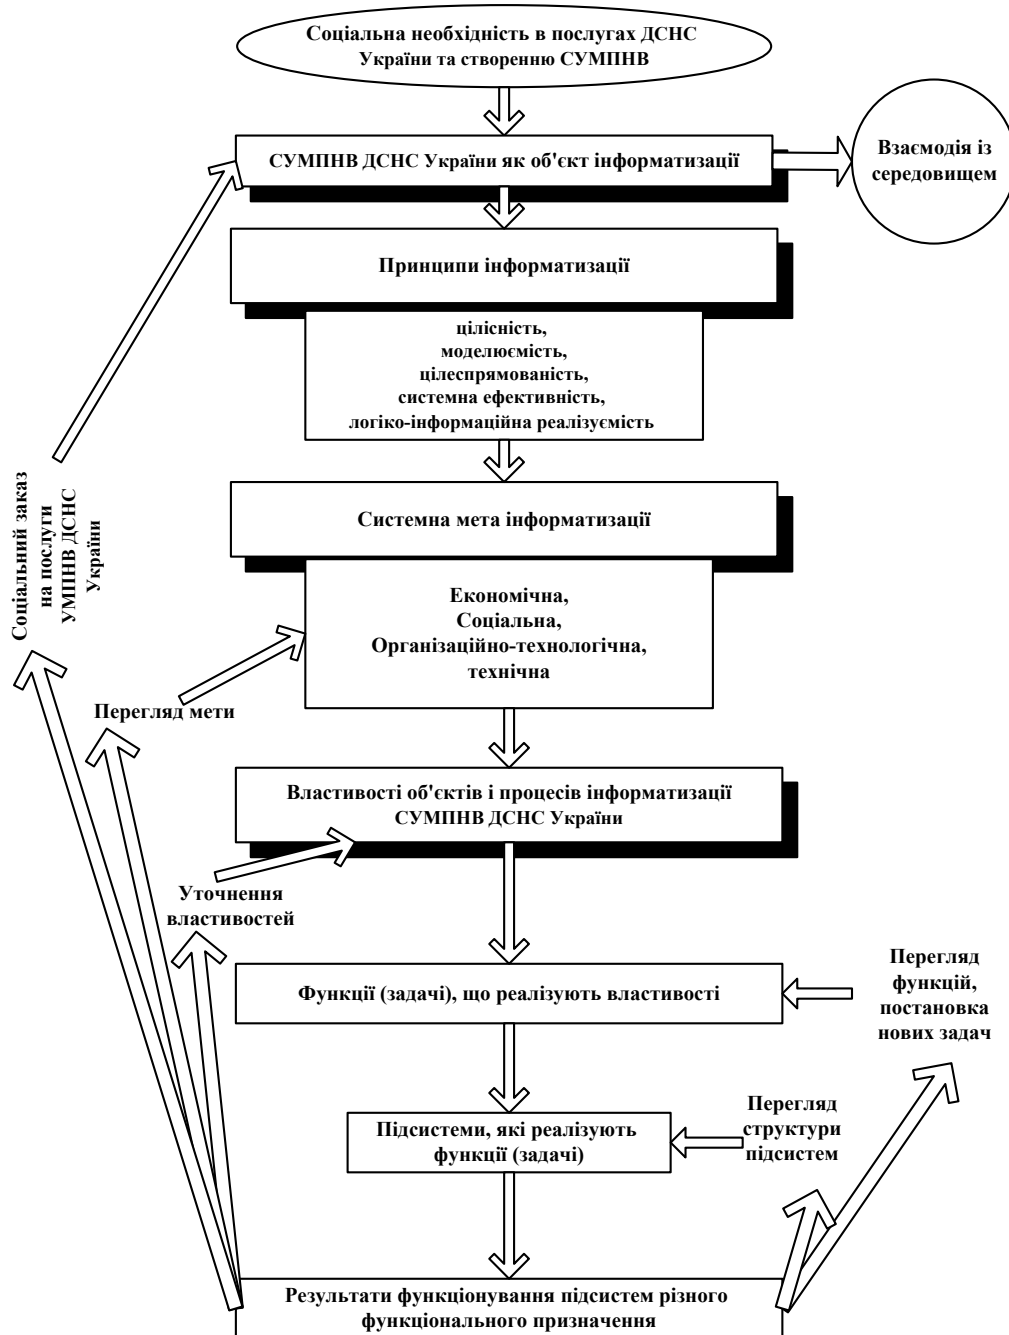 Соціальна необхідність в послугах ДСНС
України та створенню СУМПНВ
СУМПНВ ДСНС України як об'єкт інформатизації
Взаємодія із
середовищем
Принципи інформатизації
цілісність,
моделюємість,
цілеспрямованість,
системна ефективність,
логіко-інформаційна реалізуємість
Соціальний заказ
на послуги
УМПНВ ДСНС
України
Системна мета інформатизації
Економічна,
Соціальна,
Організаційно-технологічна,
технічна
Перегляд мети
Властивості об'єктів і процесів інформатизації
СУМПНВ ДСНС України
Уточнення
властивостей
Функції (задачі), що реалізують властивості
Перегляд
функцій,
постановка
нових задач
Підсистеми, які реалізують
функції (задачі)
Перегляд
структури
підсистем
Результати функціонування підсистем різного
функціонального призначення